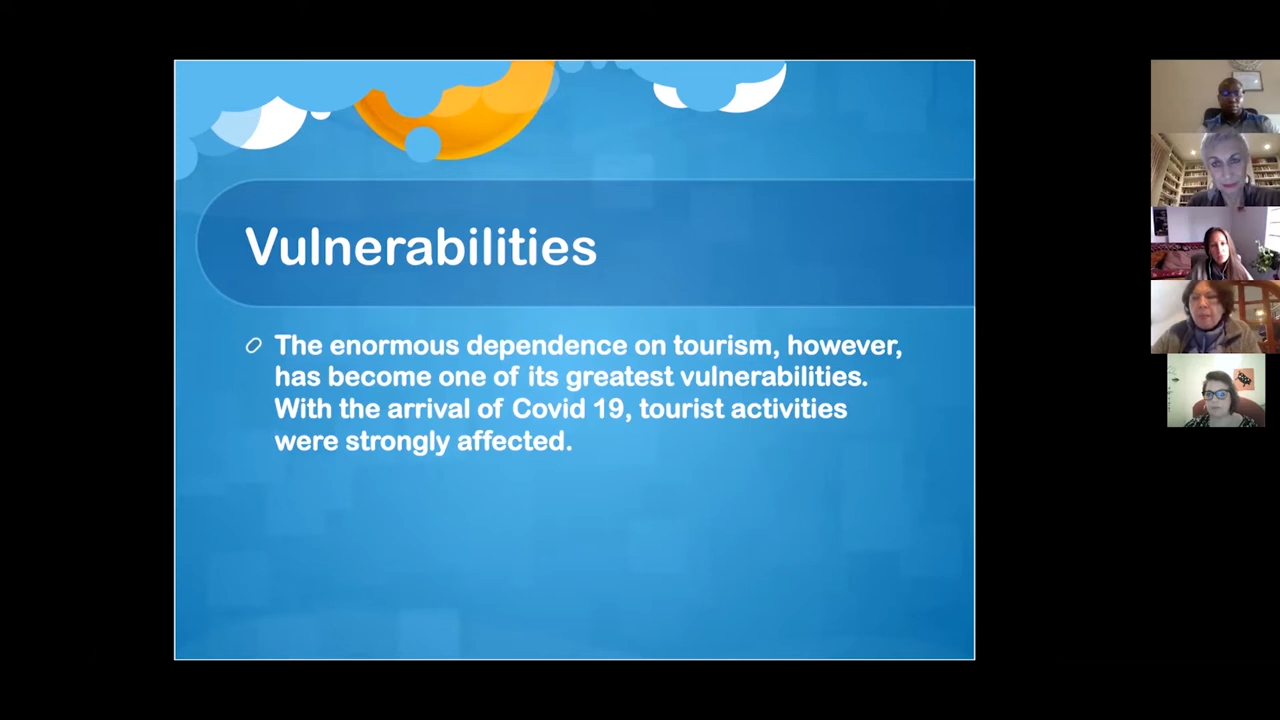 Vulnerabilities
The enormous dependence on tourism, however,
has become one of its greatest vulnerabilities.
With the arrival of Covid 19, tourist activities
were strongly affected.